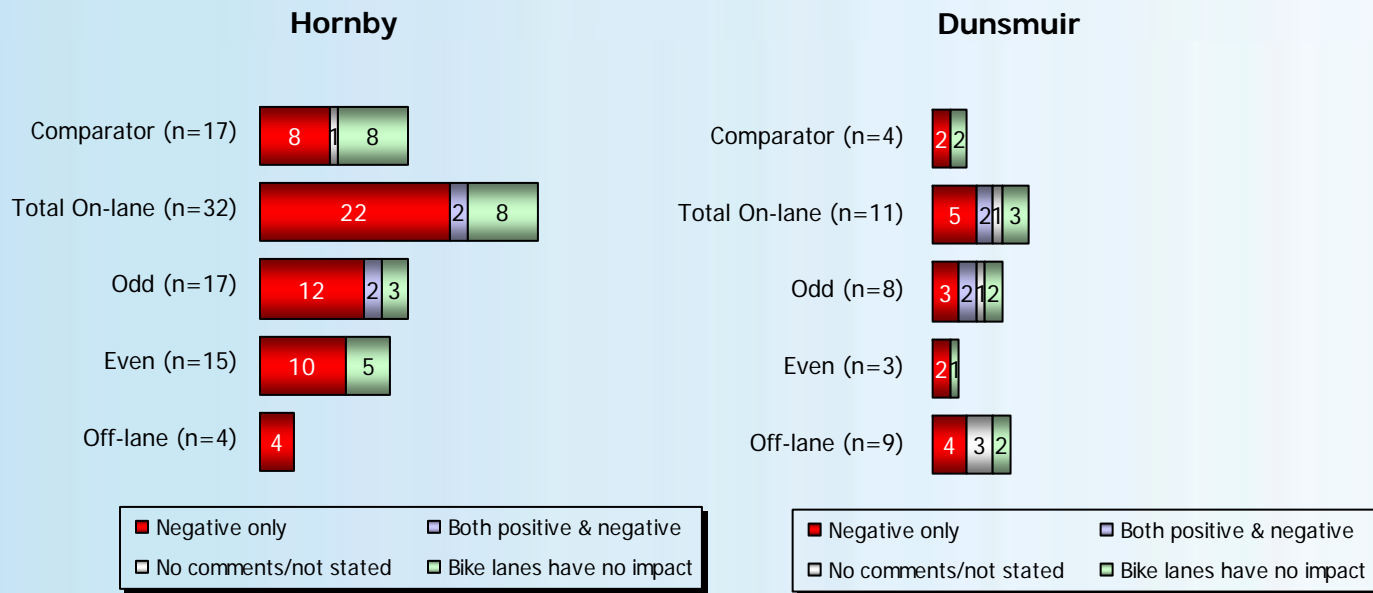 Hornby
Comparator (n=17)
8 1 8
Total On-lane (n=32)
22 2 8
Odd (n=17)
12 2 3
Even (n=15)
10 5
Off-lane (n=4)
4
Negative only
Both positive & negative
No comments/not stated
Bike lanes have no impact
Dunsmuir
Comparator (n=4)
2 2
Total On-lane (n=11)
5 2 1 3
Odd (n=8)
3 2 1 2
Even (n=3)
2 1
Off-lane (n=9)
4 3 2
Negative only
Both positive & negative
No comments/not stated
Bike lanes have no impact